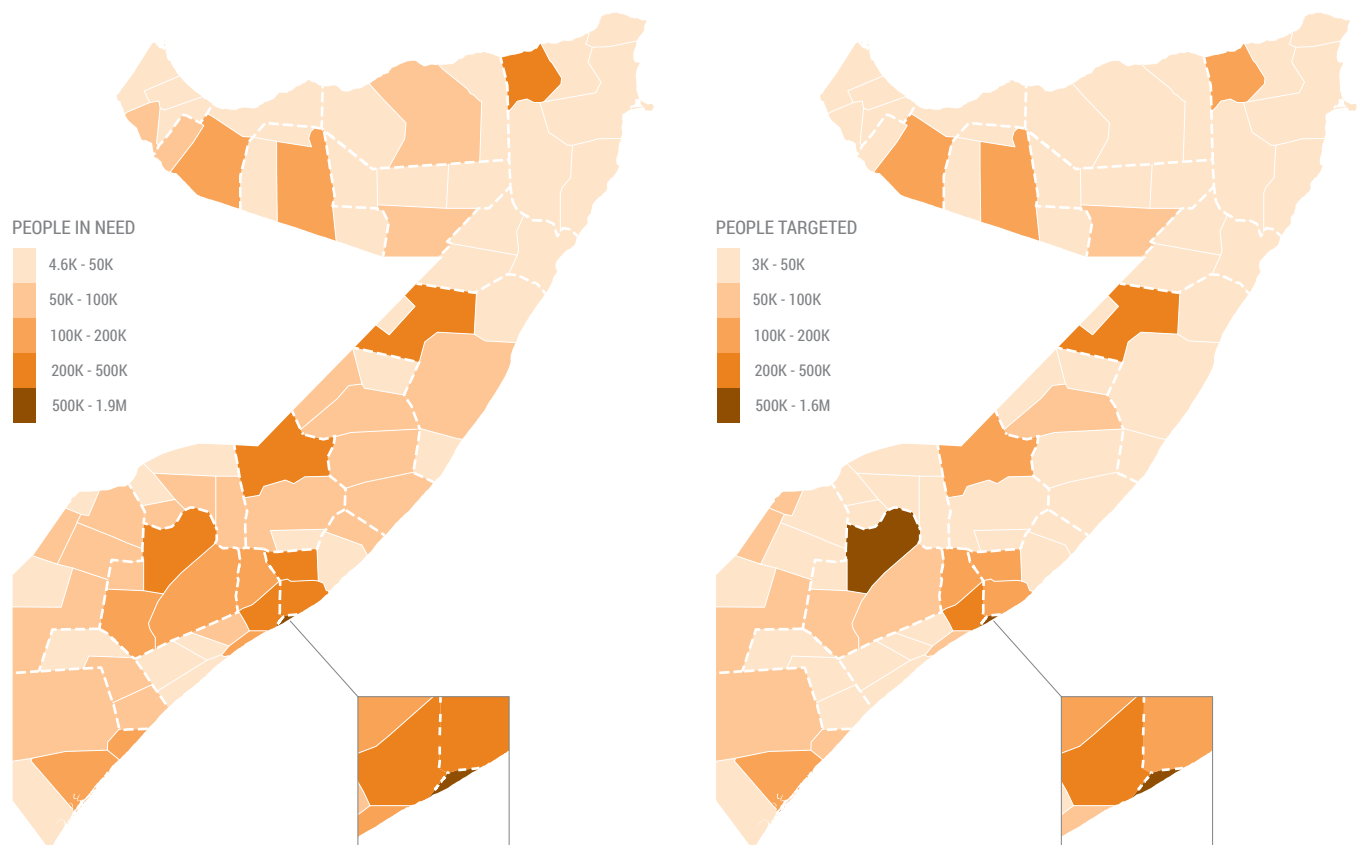 PEOPLE IN NEED
4.6K - 50K
50K - 100K
100K - 200K
200K - 500K
500K - 1.9M
PEOPLE TARGETED
3K - 50K
50K - 100K
100K - 200K
200K - 500K
500K - 1.6M